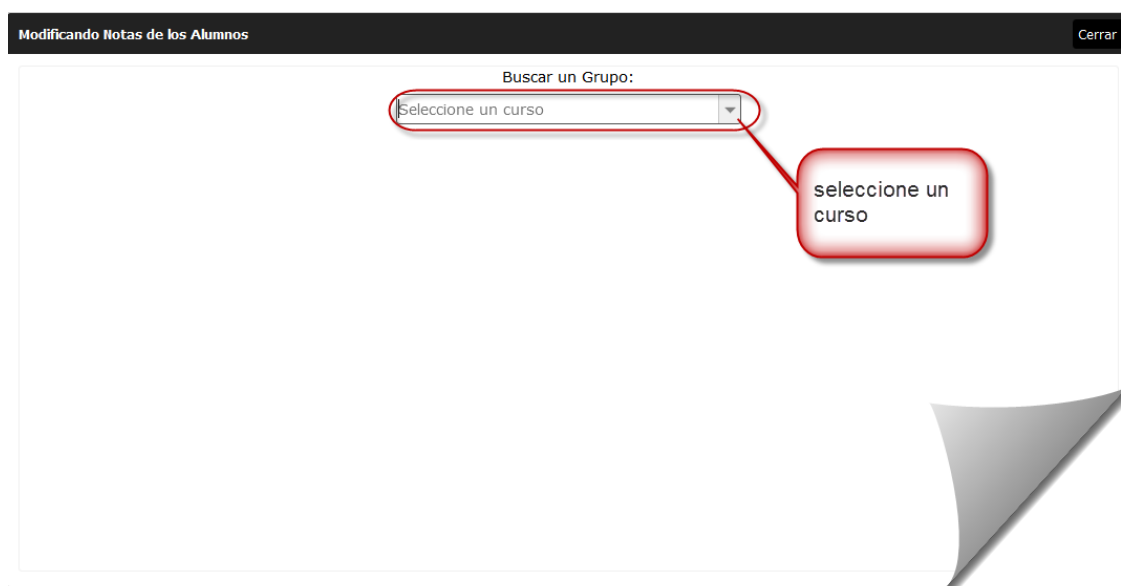 Modificando Notas de los Alumnos
Cerrar
Buscar un Grupo:
Seleccione un curso
seleccione un
curso